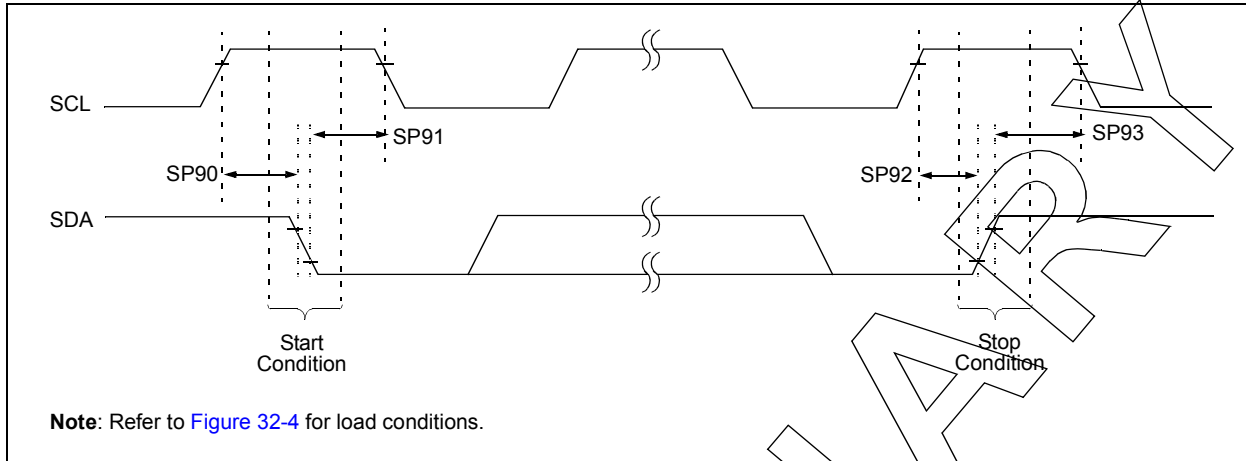 SCL
SP91
SP93
SP90
SP92
SDA
Start
Condition
Stop
Condition
Note: Refer to Figure 32-4 for load conditions.
ARY